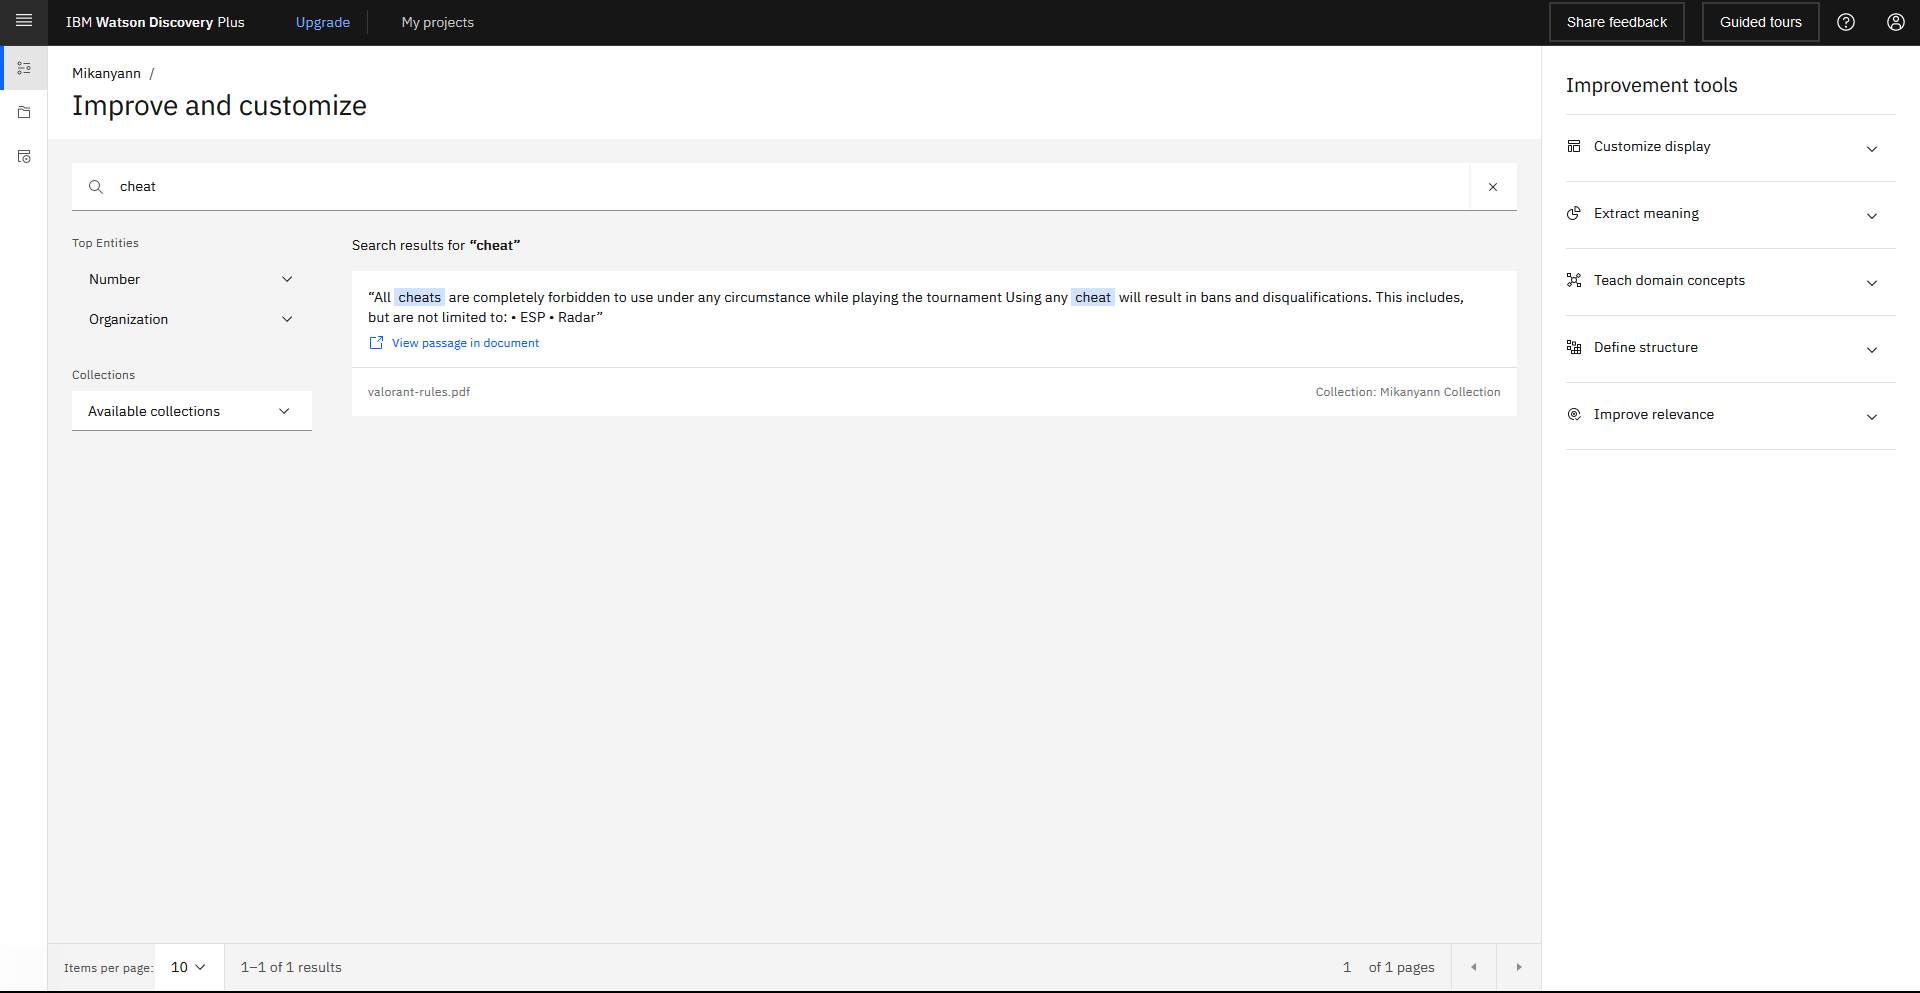 IBM Watson Discovery Plus
Upgrade
My projects
Share feedback
Guided tours
Mikanyann /
Improve and customize
cheat
Top Entities
Number
Organization
Collections
Available collections
Search results for “cheat”
“All cheats are completely forbidden to use under any circumstance while playing the tournament Using any cheat will result in bans and disqualifications. This includes,
but are not limited to: • ESP • Radar”
View passage in document
valorant-rules.pdf
Collection: Mikanyann Collection
Improvement tools
Customize display
Extract meaning
Teach domain concepts
Define structure
Improve relevance
Items per page: 10
1–1 of 1 results
1 of 1 pages